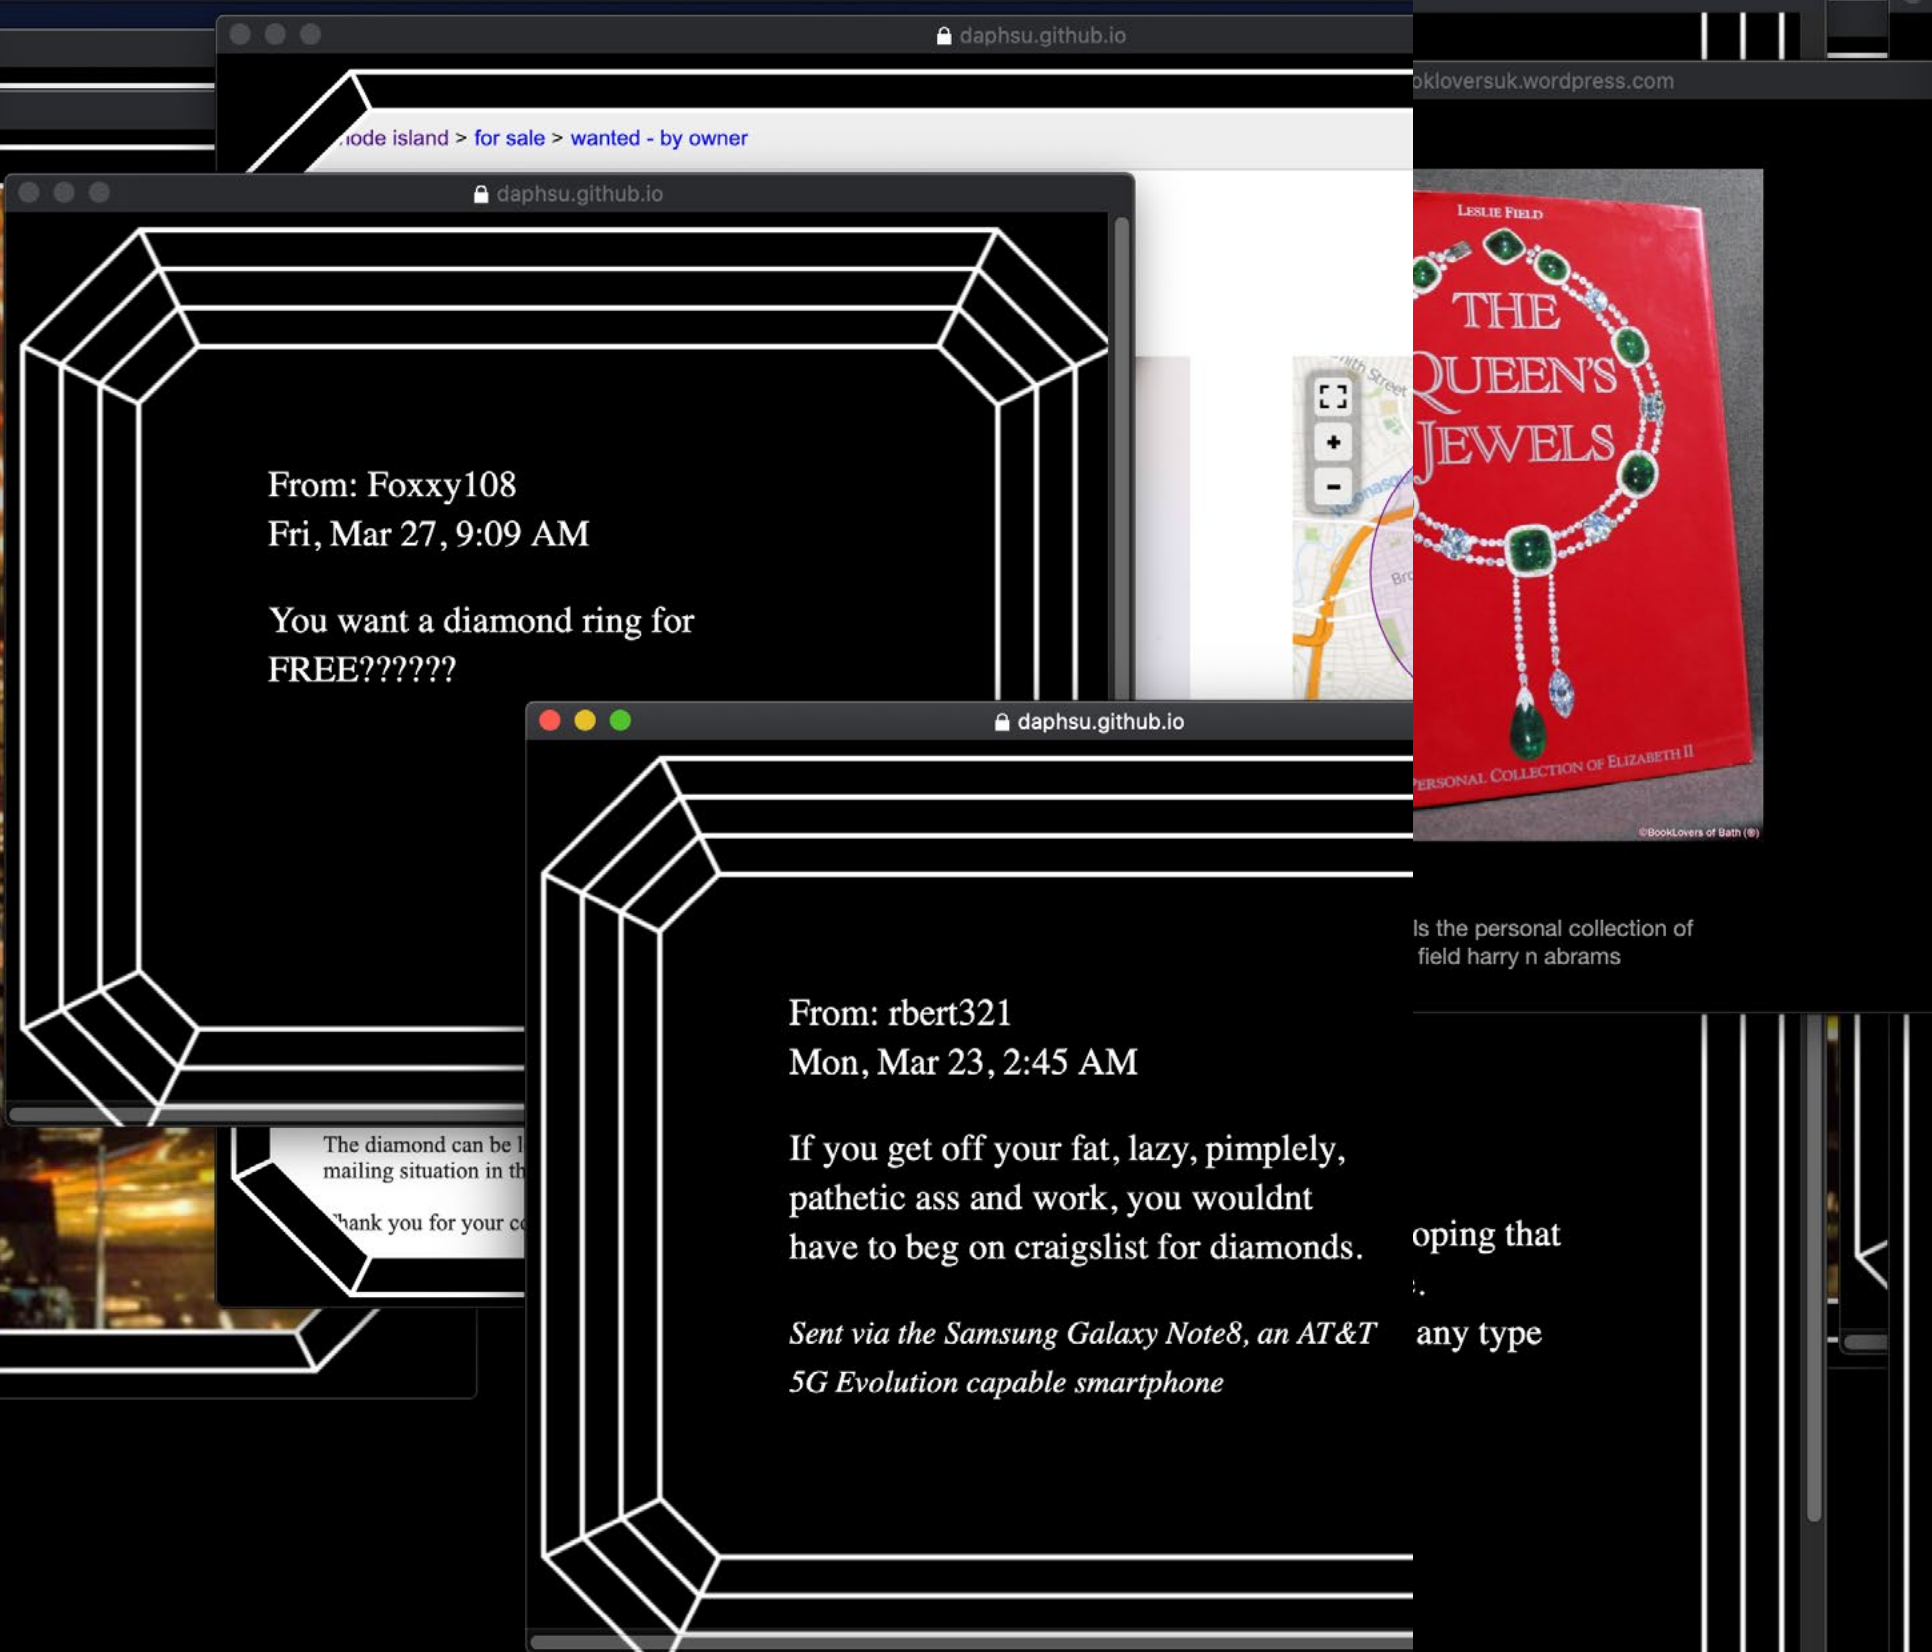 daphsu.github.io
island > for sale > wanted - by owner
daphsu.github.io
From: Foxxy108
Fri, Mar 27, 9:09 AM
You want a diamond ring for
FREE??????
daphsu.github.io
From: rbert321
Mon, Mar 23, 2:45 AM
If you get off your fat, lazy, pimplely,
pathetic ass and work, you wouldnt
have to beg on craigslist for diamonds.
Sent via the Samsung Galaxy Note8, an AT&T
5G Evolution capable smartphone
The diamond can be
mailing situation in
you for your
Street
okloversuk.wordpress.com
LESLIE FIELD
THE
QUEEN'S
JEWELS
PERSONAL COLLECTION OF ELIZABETH II
©BookLovers of Bath (®)
ls the personal collection of
field harry n abrams
oping that
any type